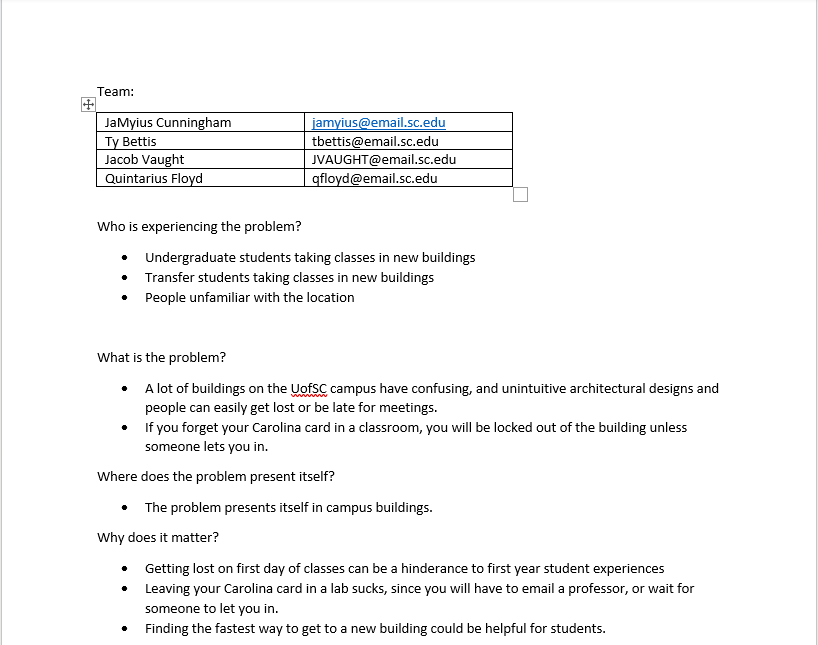 Team:
JaMyius Cunningham jamyius@email.sc.edu
Ty Bettis tbettis@email.sc.edu
Jacob Vaught JVAUGHT@email.sc.edu
Quintarius Floyd qfloyd@email.sc.edu
Who is experiencing the problem?
• Undergraduate students taking classes in new buildings
• Transfer students taking classes in new buildings
• People unfamiliar with the location
What is the problem?
• A lot of buildings on the UofSC campus have confusing, and unintuitive architectural designs and
people can easily get lost or be late for meetings.
• If you forget your Carolina card in a classroom, you will be locked out of the building unless
someone lets you in.
Where does the problem present itself?
• The problem presents itself in campus buildings.
Why does it matter?
• Getting lost on first day of classes can be a hinderance to first year student experiences
• Leaving your Carolina card in a lab sucks, since you will have to email a professor, or wait for
someone to let you in.
• Finding the fastest way to get to a new building could be helpful for students.